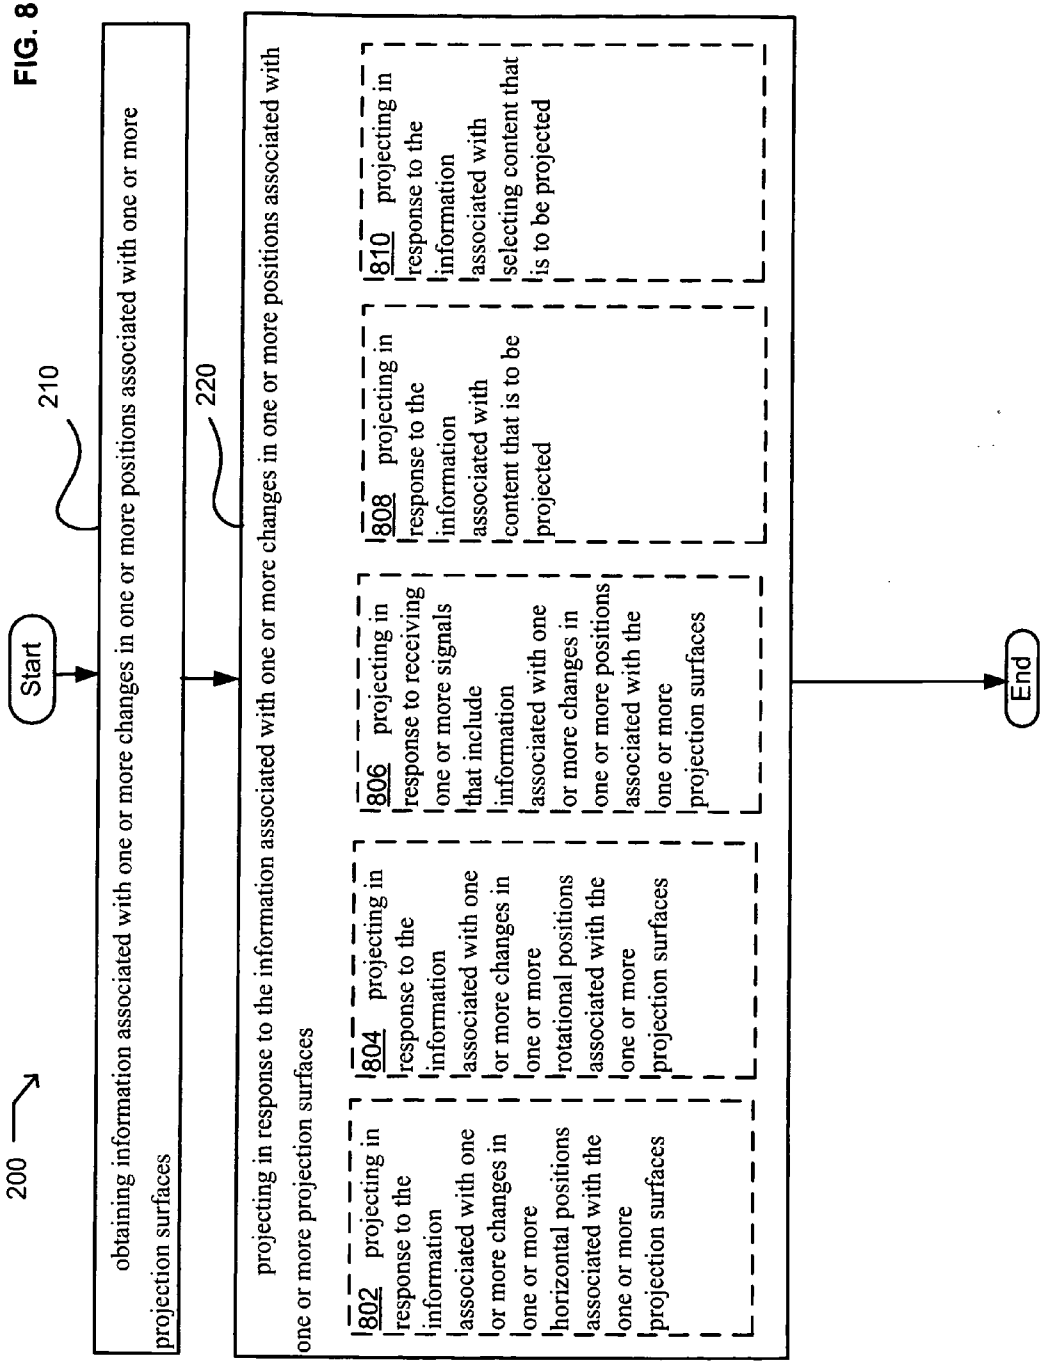 FIG. 8
200
Start
210
obtaining information associated with one or more changes in one or more positions associated with one or more
projection surfaces
220
projecting in response to the information associated with one or more changes in one or more positions associated with
one or more projection surfaces
802 projecting in
response to the
information
associated with one
or more changes in
one or more
horizontal positions
associated with the
one or more
projection surfaces
804 projecting in
response to the
information
associated with one
or more changes in
one or more
rotational positions
associated with the
one or more
projection surfaces
806 projecting in
response to receiving
one or more signals
that include
information
associated with one
or more changes in
one or more positions
associated with the
one or more
projection surfaces
808 projecting in
response to the
information
associated with
content that is to be
projected
810 projecting in
response to the
information
associated with
selecting content that
is to be projected
End